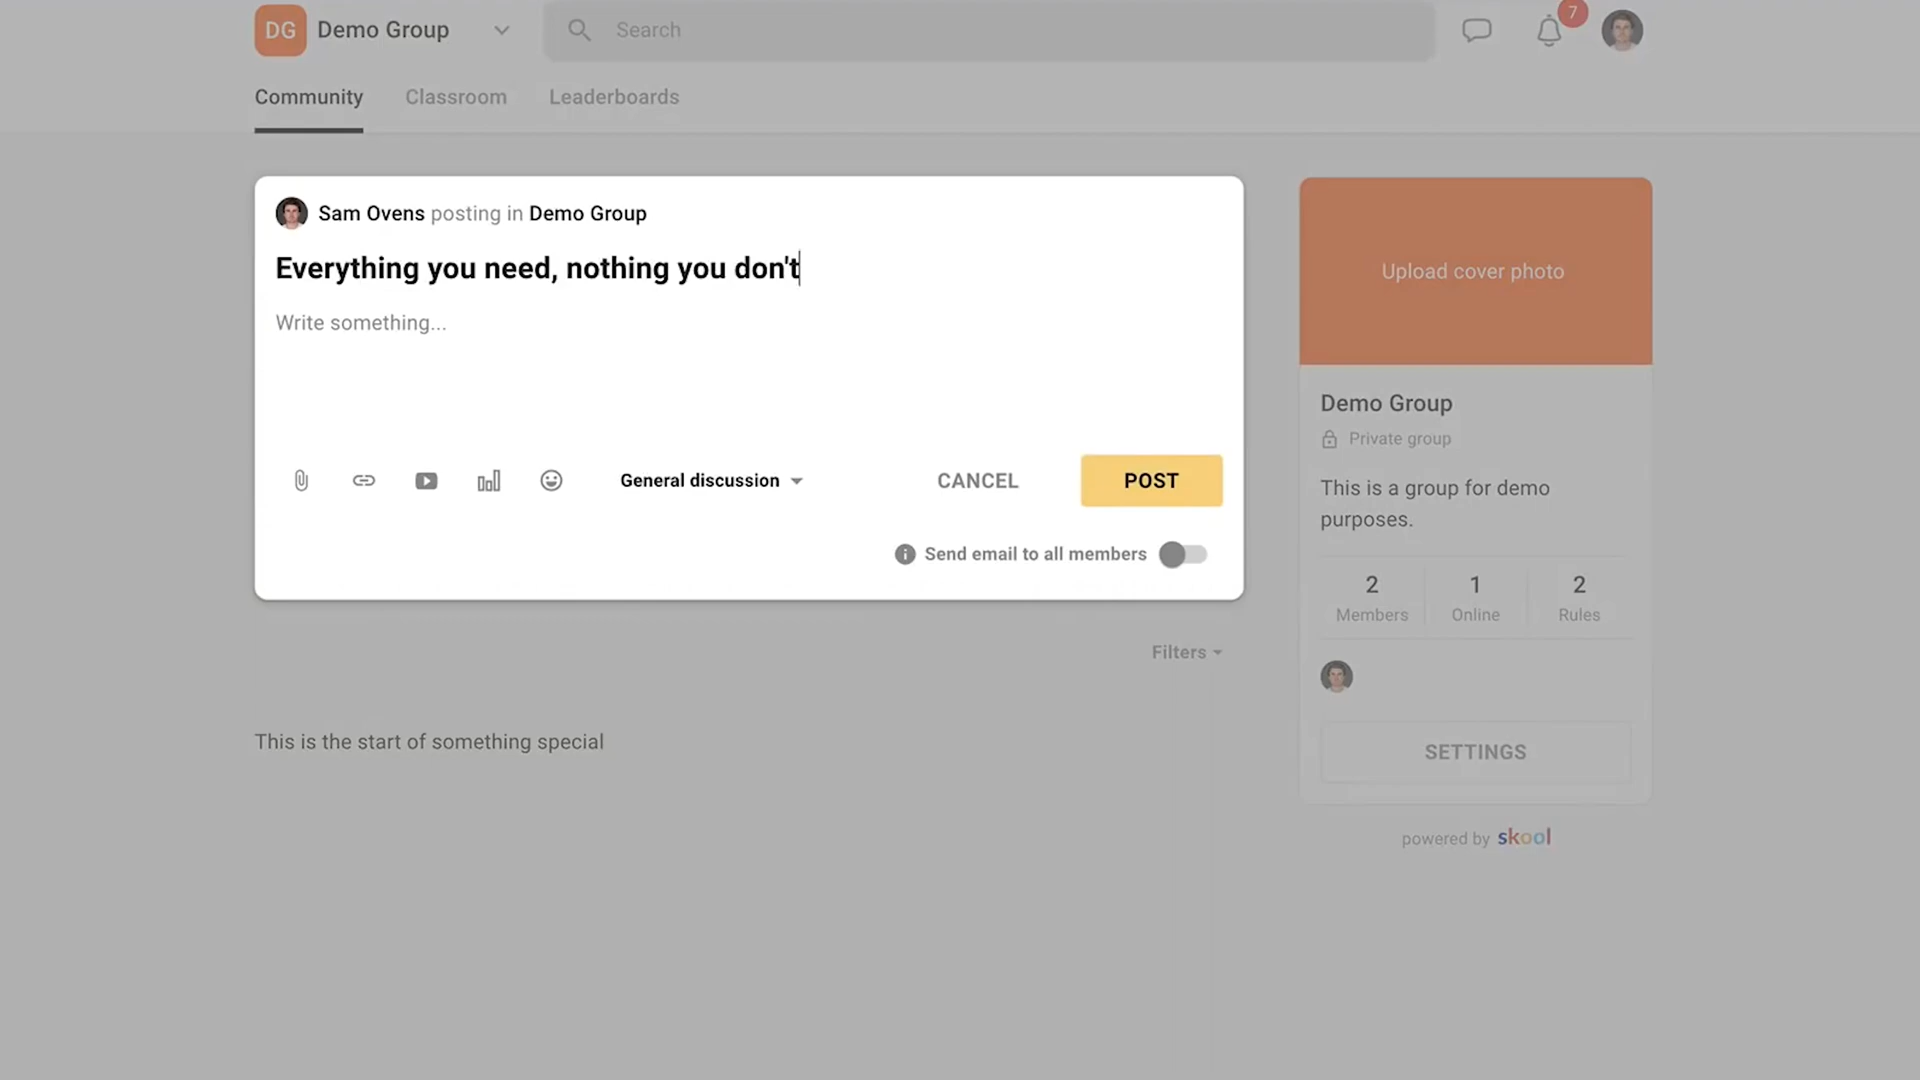 DG Demo Group
Search
7
Community Classroom Leaderboards
Sam Ovens posting in Demo Group
Everything you need, nothing you don't
Write something...
General discussion
CANCEL
POST
Send email to all members
Filters
This is the start of something special
Upload cover photo
Demo Group
Private group
This is a group for demo
purposes.
2 1 2
Members Online Rules
SETTINGS
powered by skool